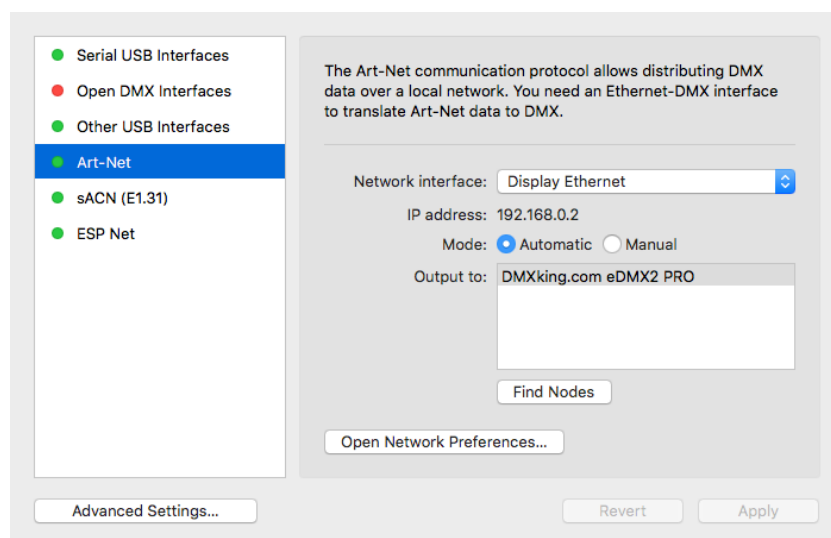 Serial USB Interfaces
Open DMX Interfaces
Other USB Interfaces
Art-Net
sACN (E1.31)
ESP Net
The Art-Net communication protocol allows distributing DMX
data over a local network. You need an Ethernet-DMX interface
to translate Art-Net data to DMX.
Network interface: Display Ethernet
IP address: 192.168.0.2
Mode: Automatic Manual
Output to: DMXking.com eDMX2 PRO
Find Nodes
Open Network Preferences...
Advanced Settings...
Revert Apply